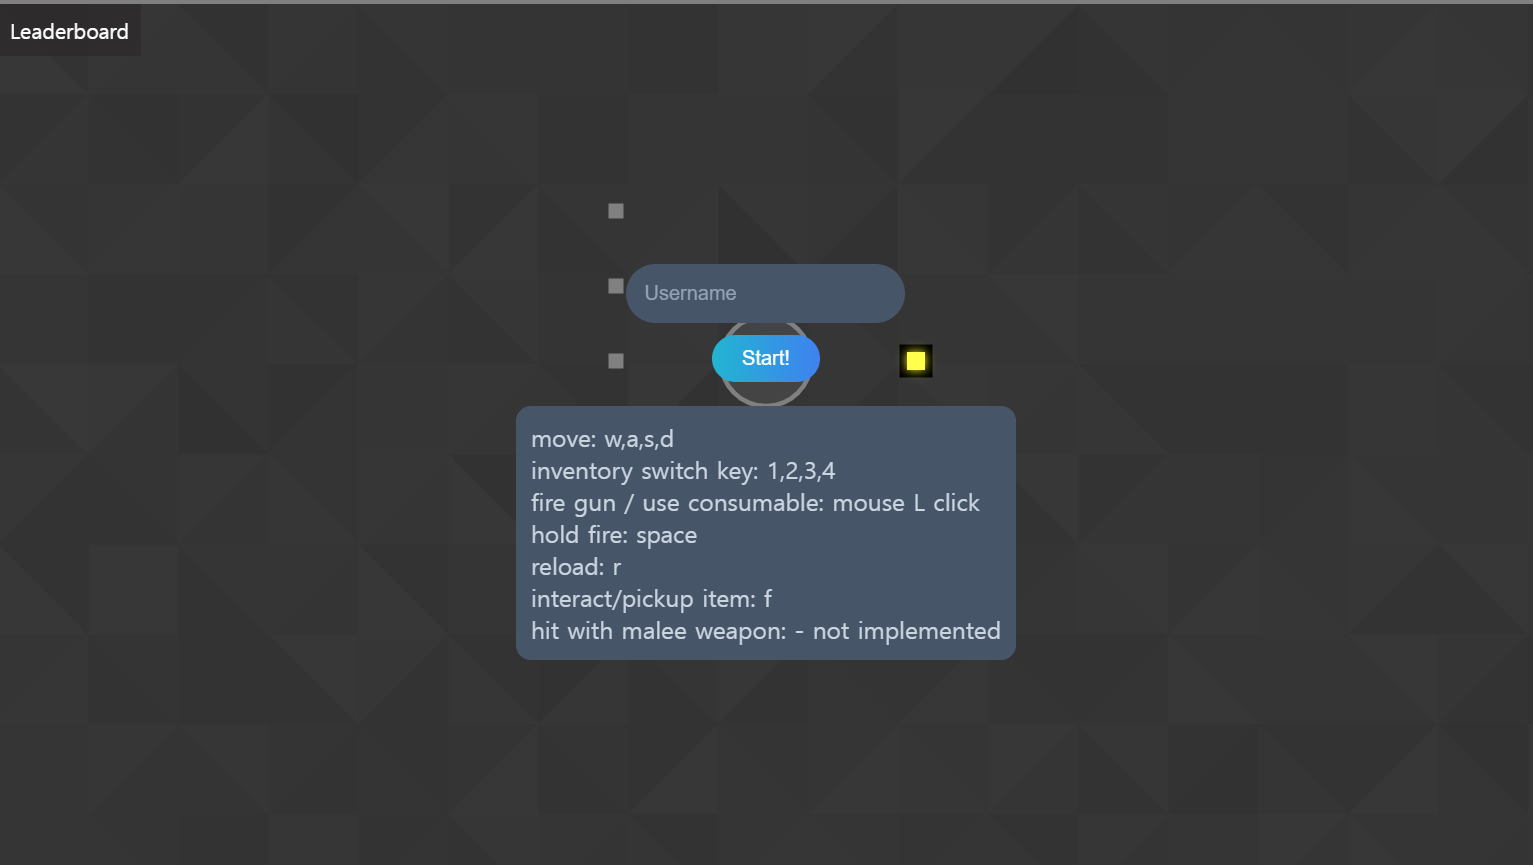 Leaderboard
Username
Start!
move: w,a,s,d
inventory switch key: 1,2,3,4
fire gun / use consumable: mouse L click
hold fire: space
reload: r
interact/pickup item: f
hit with malee weapon: - not implemented